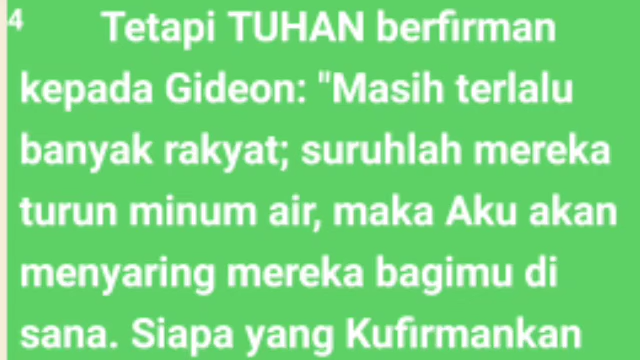 4 Tetapi TUHAN berfirman
kepada Gideon: "Masih terlalu
banyak rakyat; suruhlah mereka
turun minum air, maka Aku akan
menyaring mereka bagimu di
sana. Siapa yang Kufirmankan